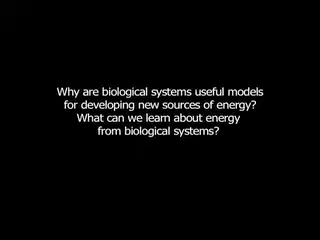 Why are biological systems useful models
for developing new sources of energy?
What can we learn about energy
from biological systems?